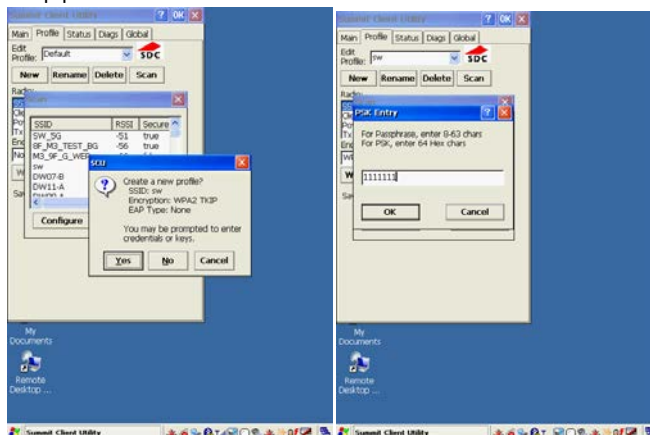 Summit Client Utility ? OK X
Main Profile Status Diags Global
Edit
Profile: Default
SDC
New Rename Delete Scan
SSID RSSI Secure
SW_5G -51 true
8F_M3_TEST_BG -56 true
M3_9F_G_WEP
sw
DW07-B
DW11-A
Configure
scu
Create a new profile?
SSID: sw
Encryption: WPA2 TKIP
EAP Type: None
You may be prompted to enter
credentials or keys.
Yes No Cancel
My
Documents
Remote
Desktop ...
Summit Client Utility
Summit Client Utility ? OK X
Main Profile Status Diags Global
Edit
Profile: sw
SDC
New Rename Delete Scan
PSK Entry ? X
For Passphrase, enter 8-63 chars
For PSK, enter 64 Hex chars
1111111
OK Cancel
My
Documents
Remote
Desktop ...
Summit Client Utility